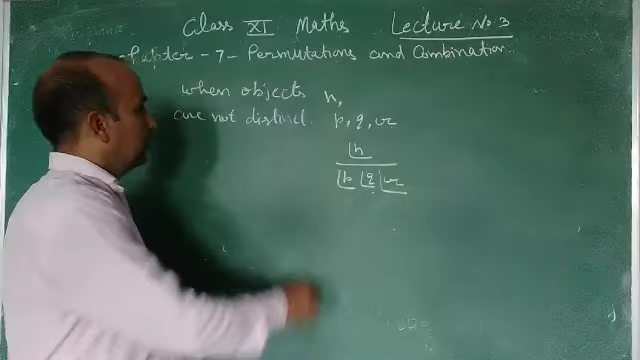 Class XI Maths Lecture No. 3
Chapter - 7 - Permutations and Combination
when objects n,
are not distinct. p, q, r
|n
|p |q |r